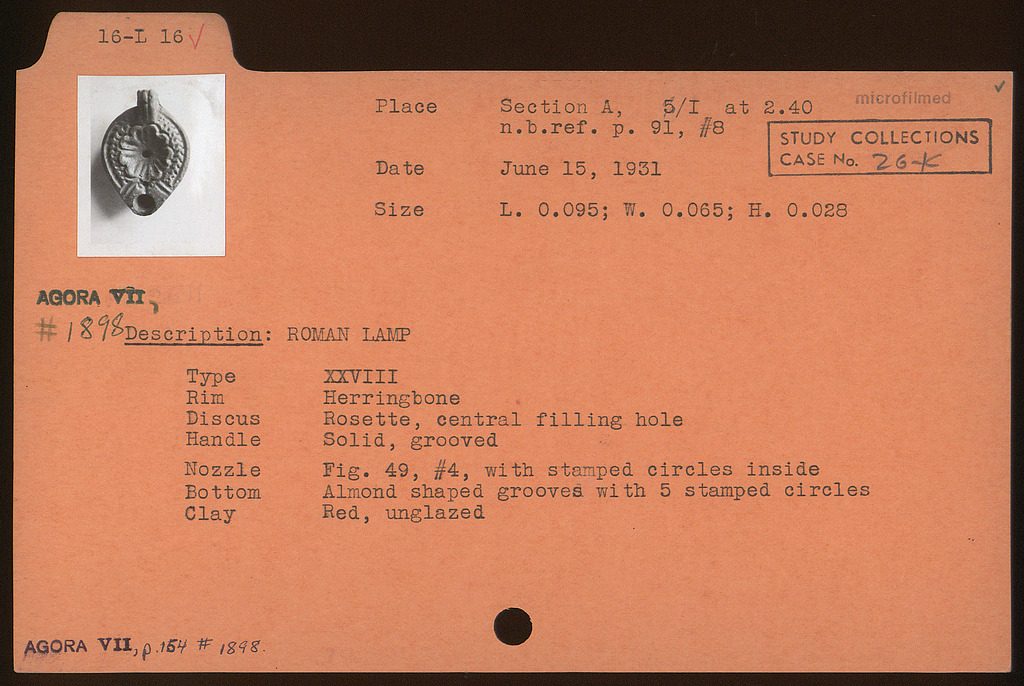 16-L 16 ✓
Place Section A, 5/I at 2.40
n.b.ref. p. 91, #8
microfilmed ✓
STUDY COLLECTIONS
CASE No. 26-K
Date June 15, 1931
Size L. 0.095; W. 0.065; H. 0.028
AGORA VII,
# 1898
Description: ROMAN LAMP
Type XXVIII
Rim Herringbone
Discus Rosette, central filling hole
Handle Solid, grooved
Nozzle Fig. 49, #4, with stamped circles inside
Bottom Almond shaped grooves with 5 stamped circles
Clay Red, unglazed
AGORA VII, p. 154 # 1898.